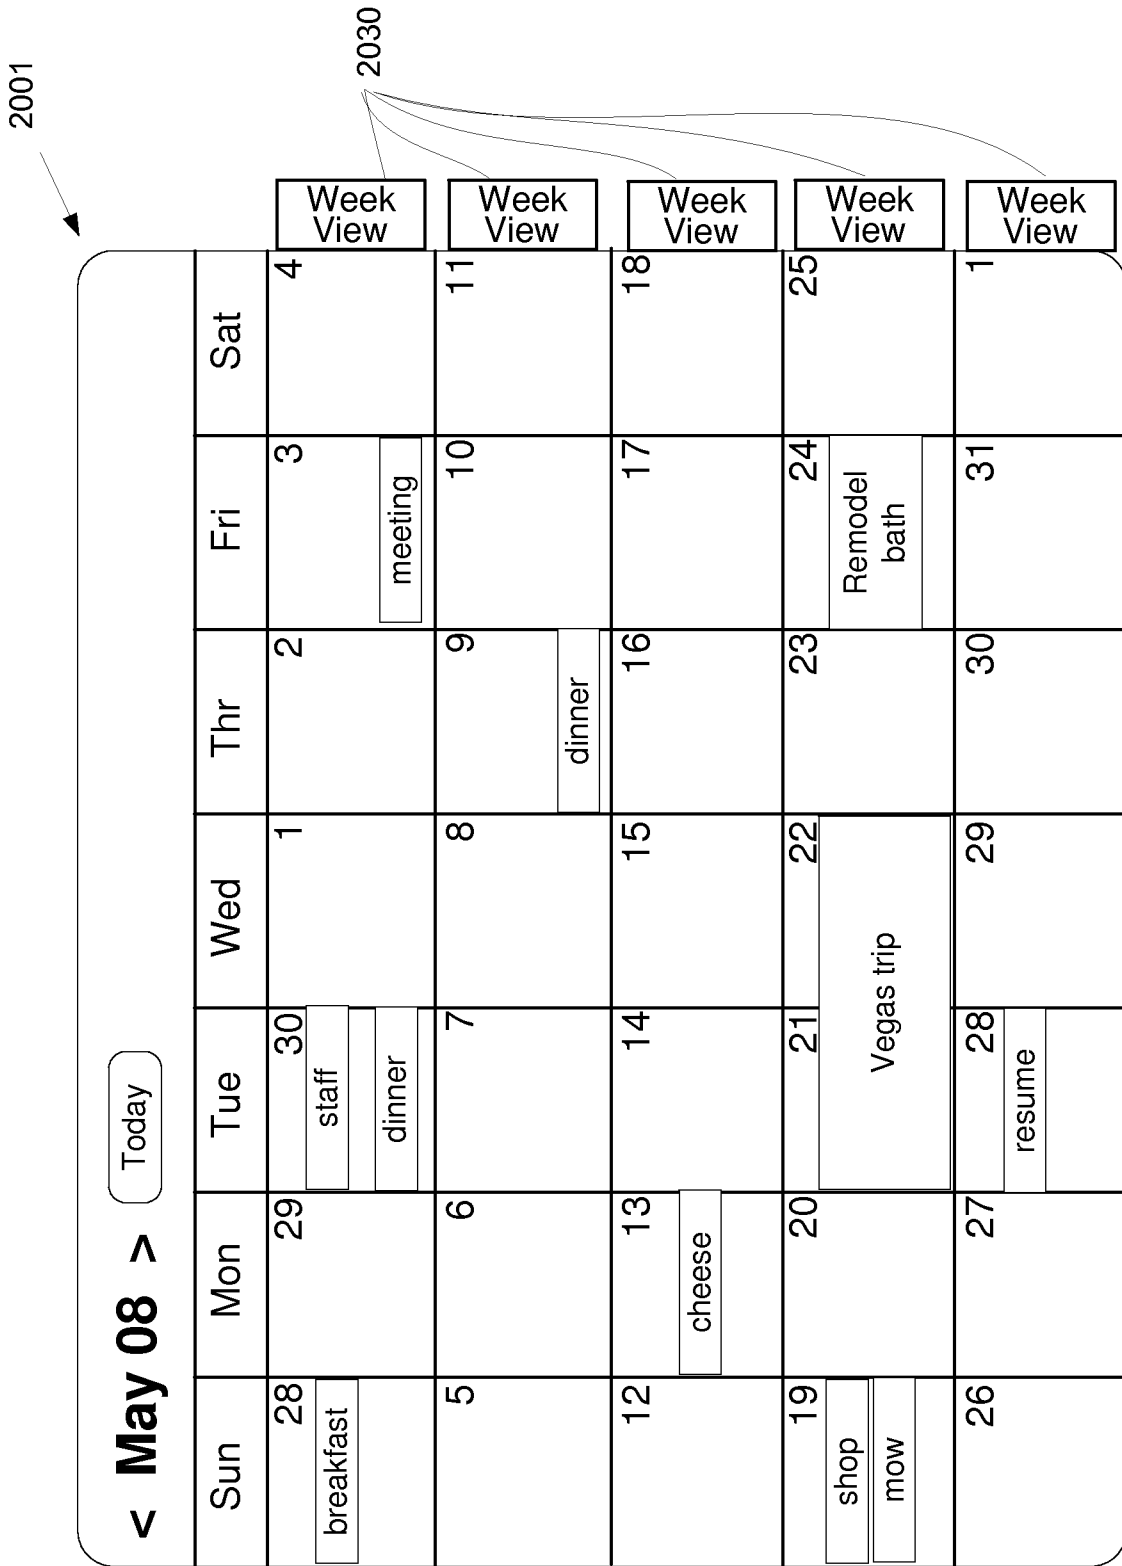 2001
< May 08 > Today
Sun Mon Tue Wed Thr Fri Sat
28 29 30 1 2 3 4
breakfast staff dinner meeting
Week
View
2030
5 6 7 8 9 10 11
dinner
Week
View
12 13 14 15 16 17 18
cheese
Week
View
19 20 21 22 23 24 25
shop
mow
Vegas trip
Remodel
bath
Week
View
26 27 28 29 30 31 1
resume
Week
View